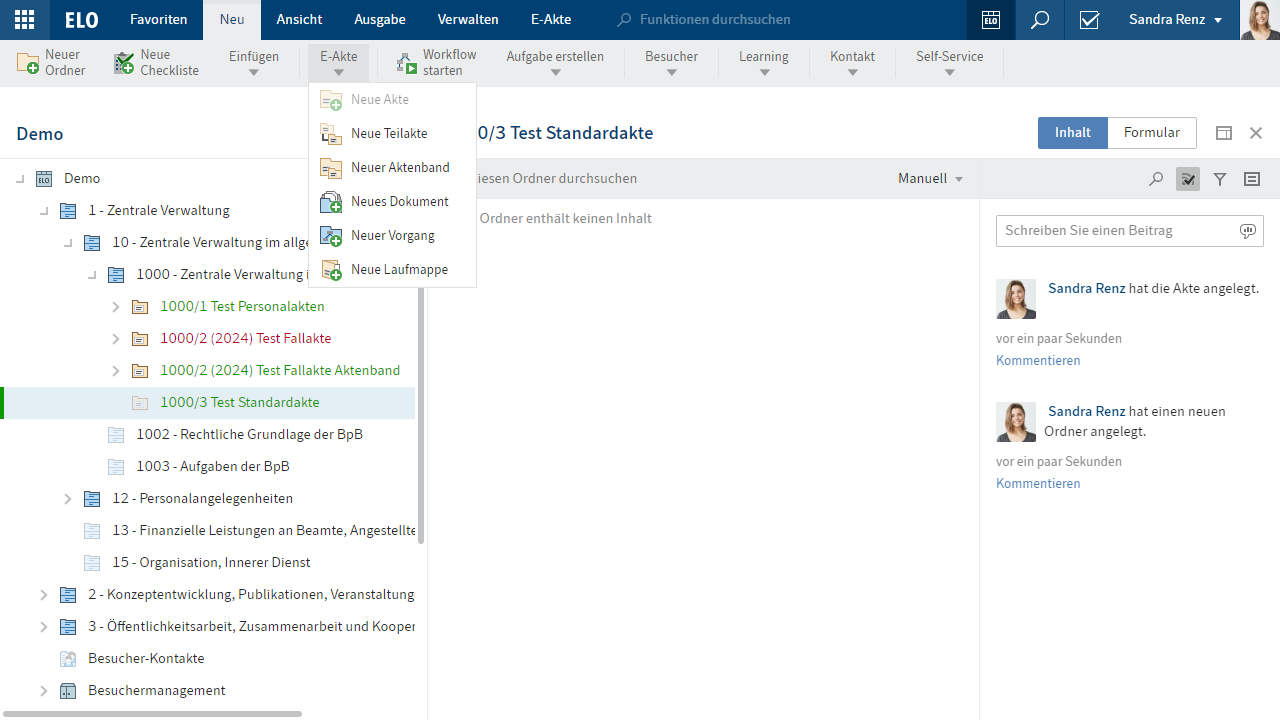 ELO
Favoriten
Neu
Ansicht
Ausgabe
Verwalten
E-Akte
Funktionen durchsuchen
ELO
Sandra Renz
Neuer
Ordner
Neue
Checkliste
Einfügen
E-Akte
Workflow
starten
Aufgabe erstellen
Besucher
Learning
Kontakt
Self-Service
Neue Akte
Neue Teilakte
Neuer Aktenband
Neues Dokument
Neuer Vorgang
Neue Laufmappe
Demo
0/3 Test Standardakte
Inhalt
Formular
iesen Ordner durchsuchen
Manuell
Ordner enthält keinen Inhalt
ELO
Demo
1 - Zentrale Verwaltung
10 - Zentrale Verwaltung im allge
1000 - Zentrale Verwaltung i
1000/1 Test Personalakten
1000/2 (2024) Test Fallakte
1000/2 (2024) Test Fallakte Aktenband
1000/3 Test Standardakte
1002 - Rechtliche Grundlage der BpB
1003 - Aufgaben der BpB
12 - Personalangelegenheiten
13 - Finanzielle Leistungen an Beamte, Angestellte
15 - Organisation, Innerer Dienst
2 - Konzeptentwicklung, Publikationen, Veranstaltung
3 - Öffentlichkeitsarbeit, Zusammenarbeit und Kooper
Besucher-Kontakte
Besuchermanagement
Schreiben Sie einen Beitrag
Sandra Renz hat die Akte angelegt.
vor ein paar Sekunden
Kommentieren
Sandra Renz hat einen neuen
Ordner angelegt.
vor ein paar Sekunden
Kommentieren